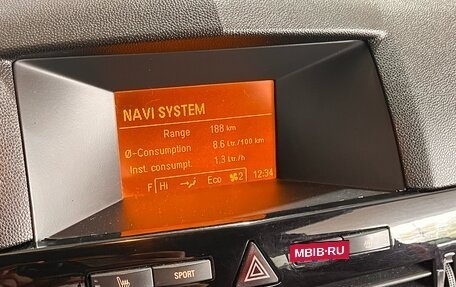 NAVI SYSTEM
Range 188 km
Ø-Consumption 8.6 Ltr./100 km
Inst. consumpt. 1.3 Ltr./h
F HI Eco 2 12:34
SPORT
MBIB-RU